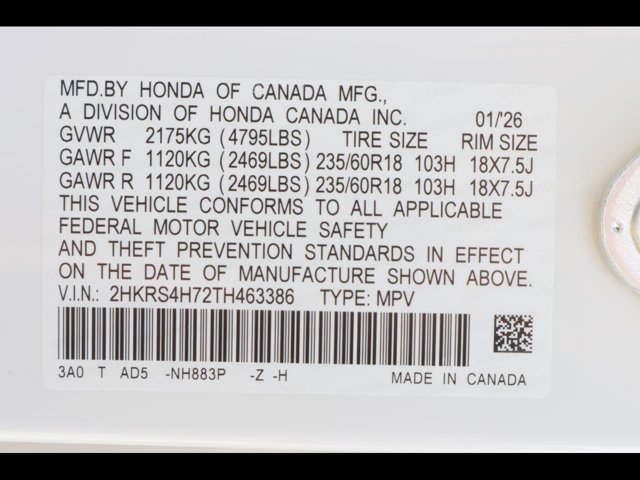 MFD.BY HONDA OF CANADA MFG.,
A DIVISION OF HONDA CANADA INC. 01/26
GVWR 2175KG (4795LBS) TIRE SIZE RIM SIZE
GAWR F 1120KG (2469LBS) 235/60R18 103H 18X7.5J
GAWR R 1120KG (2469LBS) 235/60R18 103H 18X7.5J
THIS VEHICLE CONFORMS TO ALL APPLICABLE
FEDERAL MOTOR VEHICLE SAFETY
AND THEFT PREVENTION STANDARDS IN EFFECT
ON THE DATE OF MANUFACTURE SHOWN ABOVE.
V.I.N.: 2HKRS4H72TH463386 TYPE: MPV
3A0 T AD5 -NH883P -Z -H MADE IN CANADA